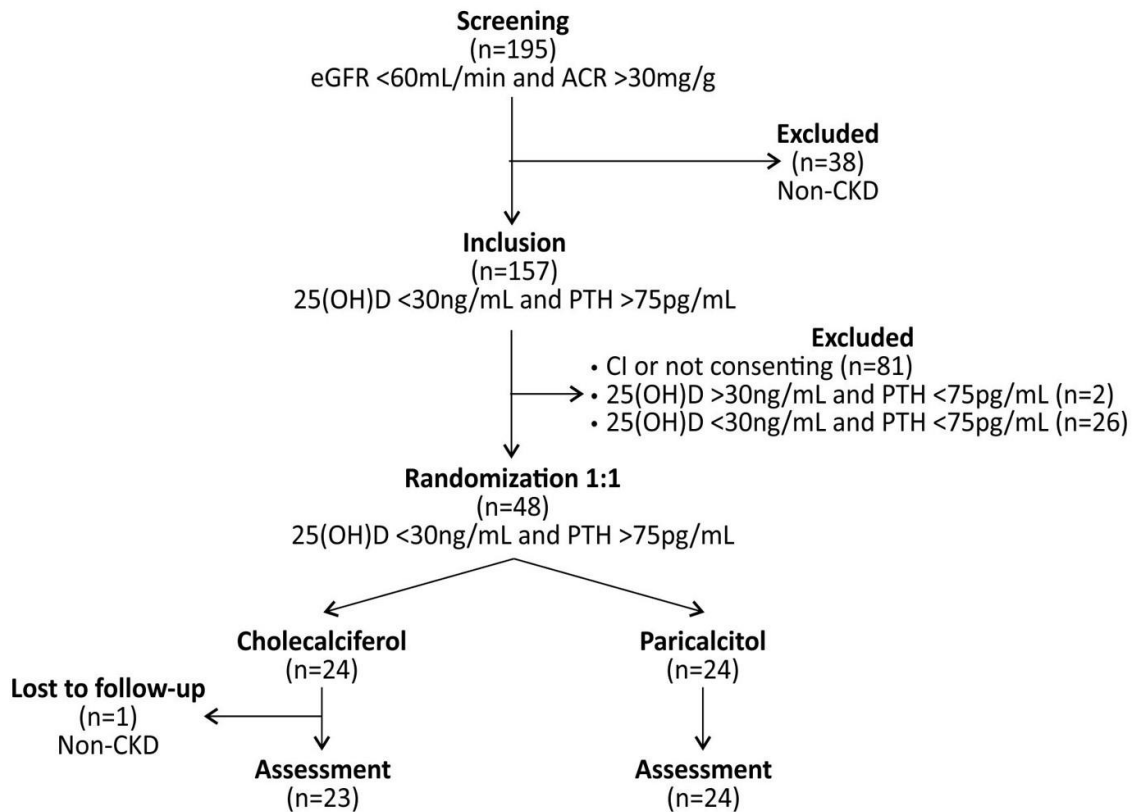 Screening
(n=195)
eGFR <60mL/min and ACR >30mg/g
Excluded
(n=38)
Non-CKD
Inclusion
(n=157)
25(OH)D <30ng/mL and PTH >75pg/mL
Excluded
• CI or not consenting (n=81)
• 25(OH)D >30ng/mL and PTH <75pg/mL (n=2)
• 25(OH)D <30ng/mL and PTH <75pg/mL (n=26)
Randomization 1:1
(n=48)
25(OH)D <30ng/mL and PTH >75pg/mL
Cholecalciferol
(n=24)
Paricalcitol
(n=24)
Lost to follow-up
(n=1)
Non-CKD
Assessment
(n=23)
Assessment
(n=24)